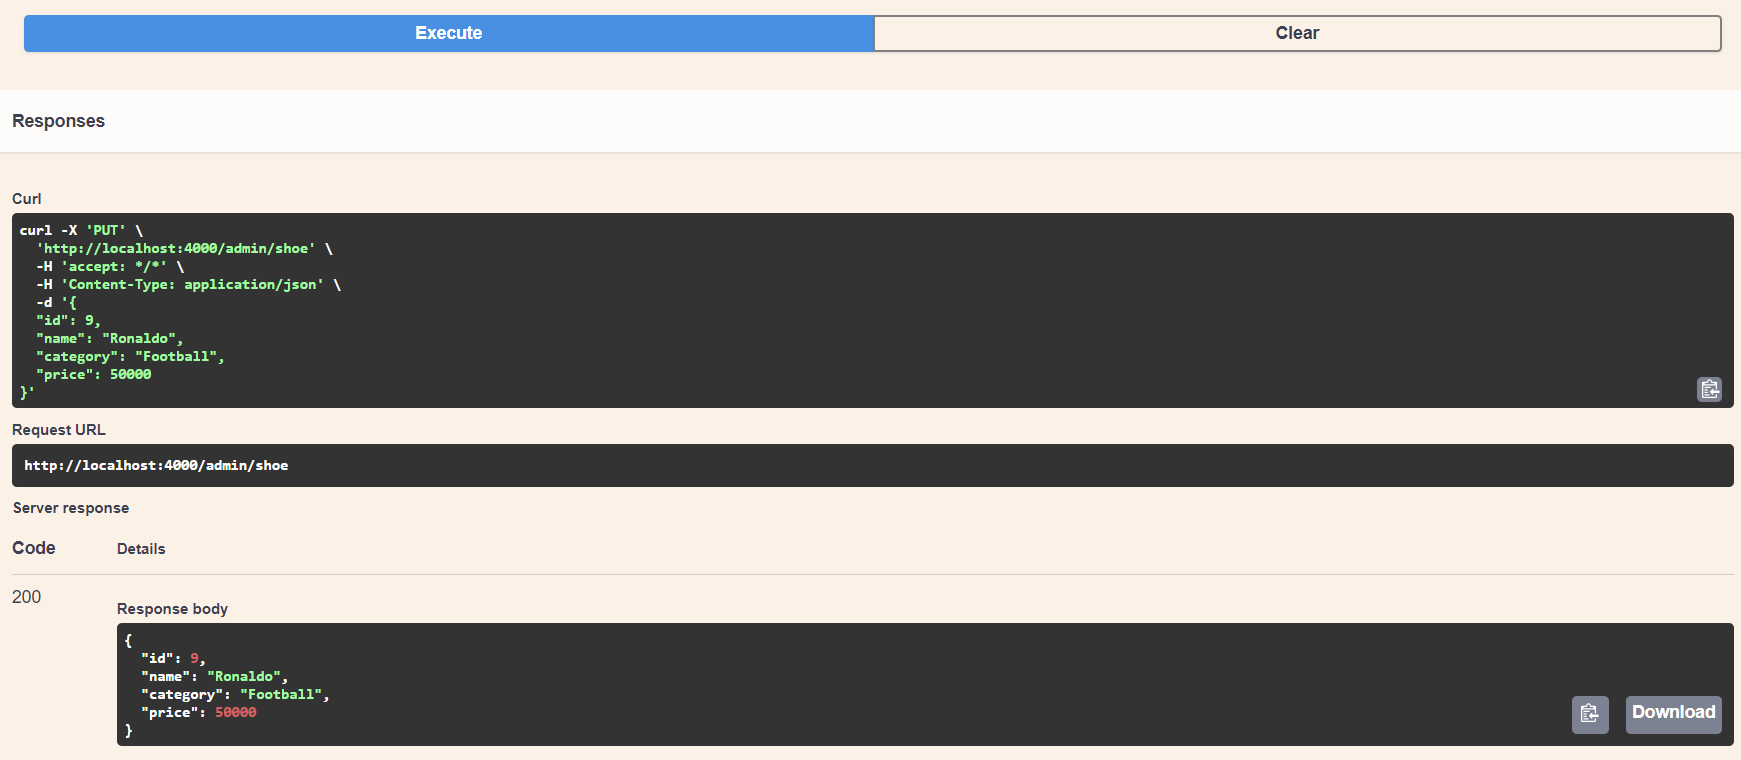 Execute
Clear
Responses
Curl
curl -X 'PUT' \
  'http://localhost:4000/admin/shoe' \
  -H 'accept: */*' \
  -H 'Content-Type: application/json' \
  -d '{
  "id": 9,
  "name": "Ronaldo",
  "category": "Football",
  "price": 50000
}'
Request URL
http://localhost:4000/admin/shoe
Server response
Code Details
200
Response body
{
  "id": 9,
  "name": "Ronaldo",
  "category": "Football",
  "price": 50000
}
Download